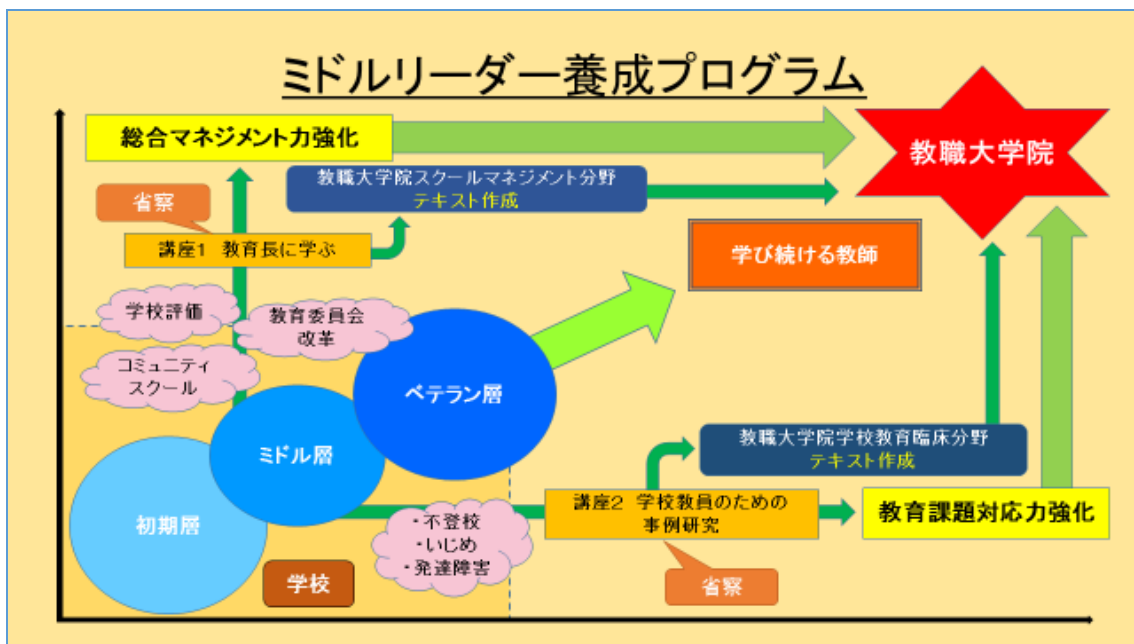 ミドルリーダー養成プログラム
総合マネジメント力強化
教職大学院
教職大学院スクールマネジメント分野
テキスト作成
省察
講座1 教育長に学ぶ
学び続ける教師
学校評価
教育委員会
改革
コミュニティ
スクール
ベテラン層
ミドル層
初期層
教職大学院学校教育臨床分野
テキスト作成
講座2 学校教員のための
事例研究
教育課題対応力強化
・不登校
・いじめ
・発達障害
学校
省察